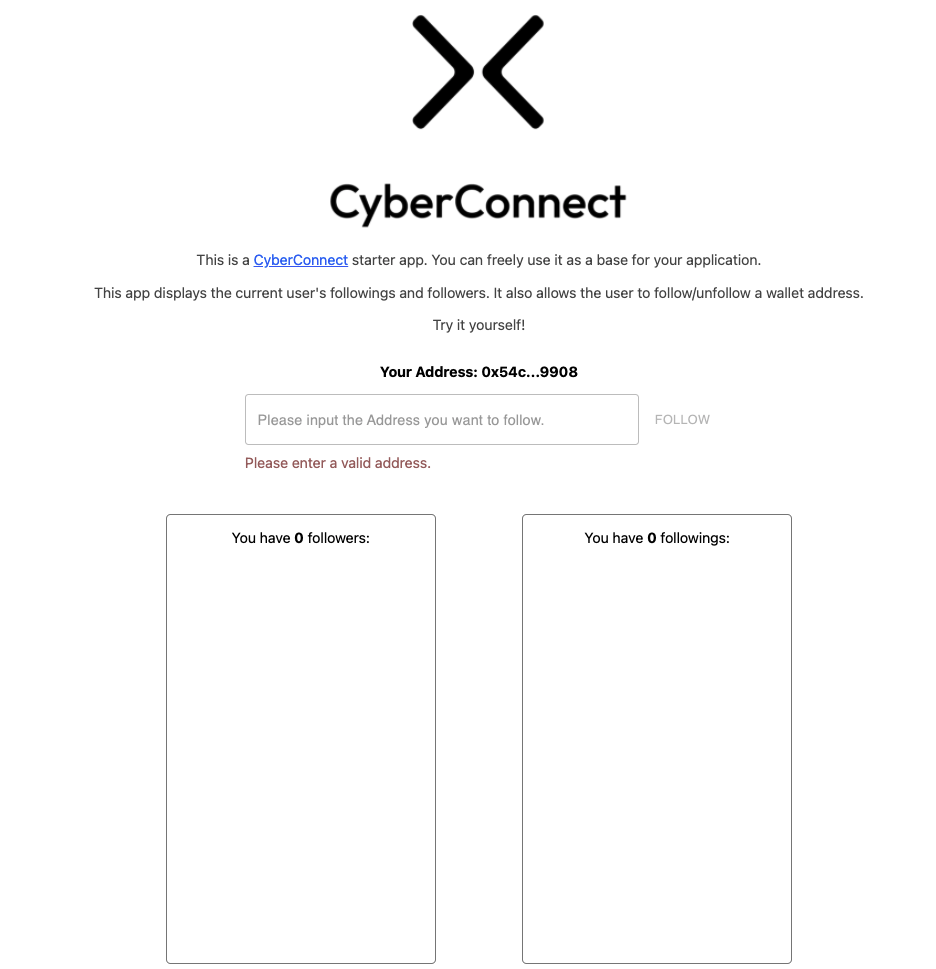 CyberConnect
This is a CyberConnect starter app. You can freely use it as a base for your application.
This app displays the current user's followings and followers. It also allows the user to follow/unfollow a wallet address.
Try it yourself!
Your Address: 0x54c...9908
Please input the Address you want to follow.
FOLLOW
Please enter a valid address.
You have 0 followers:
You have 0 followings: